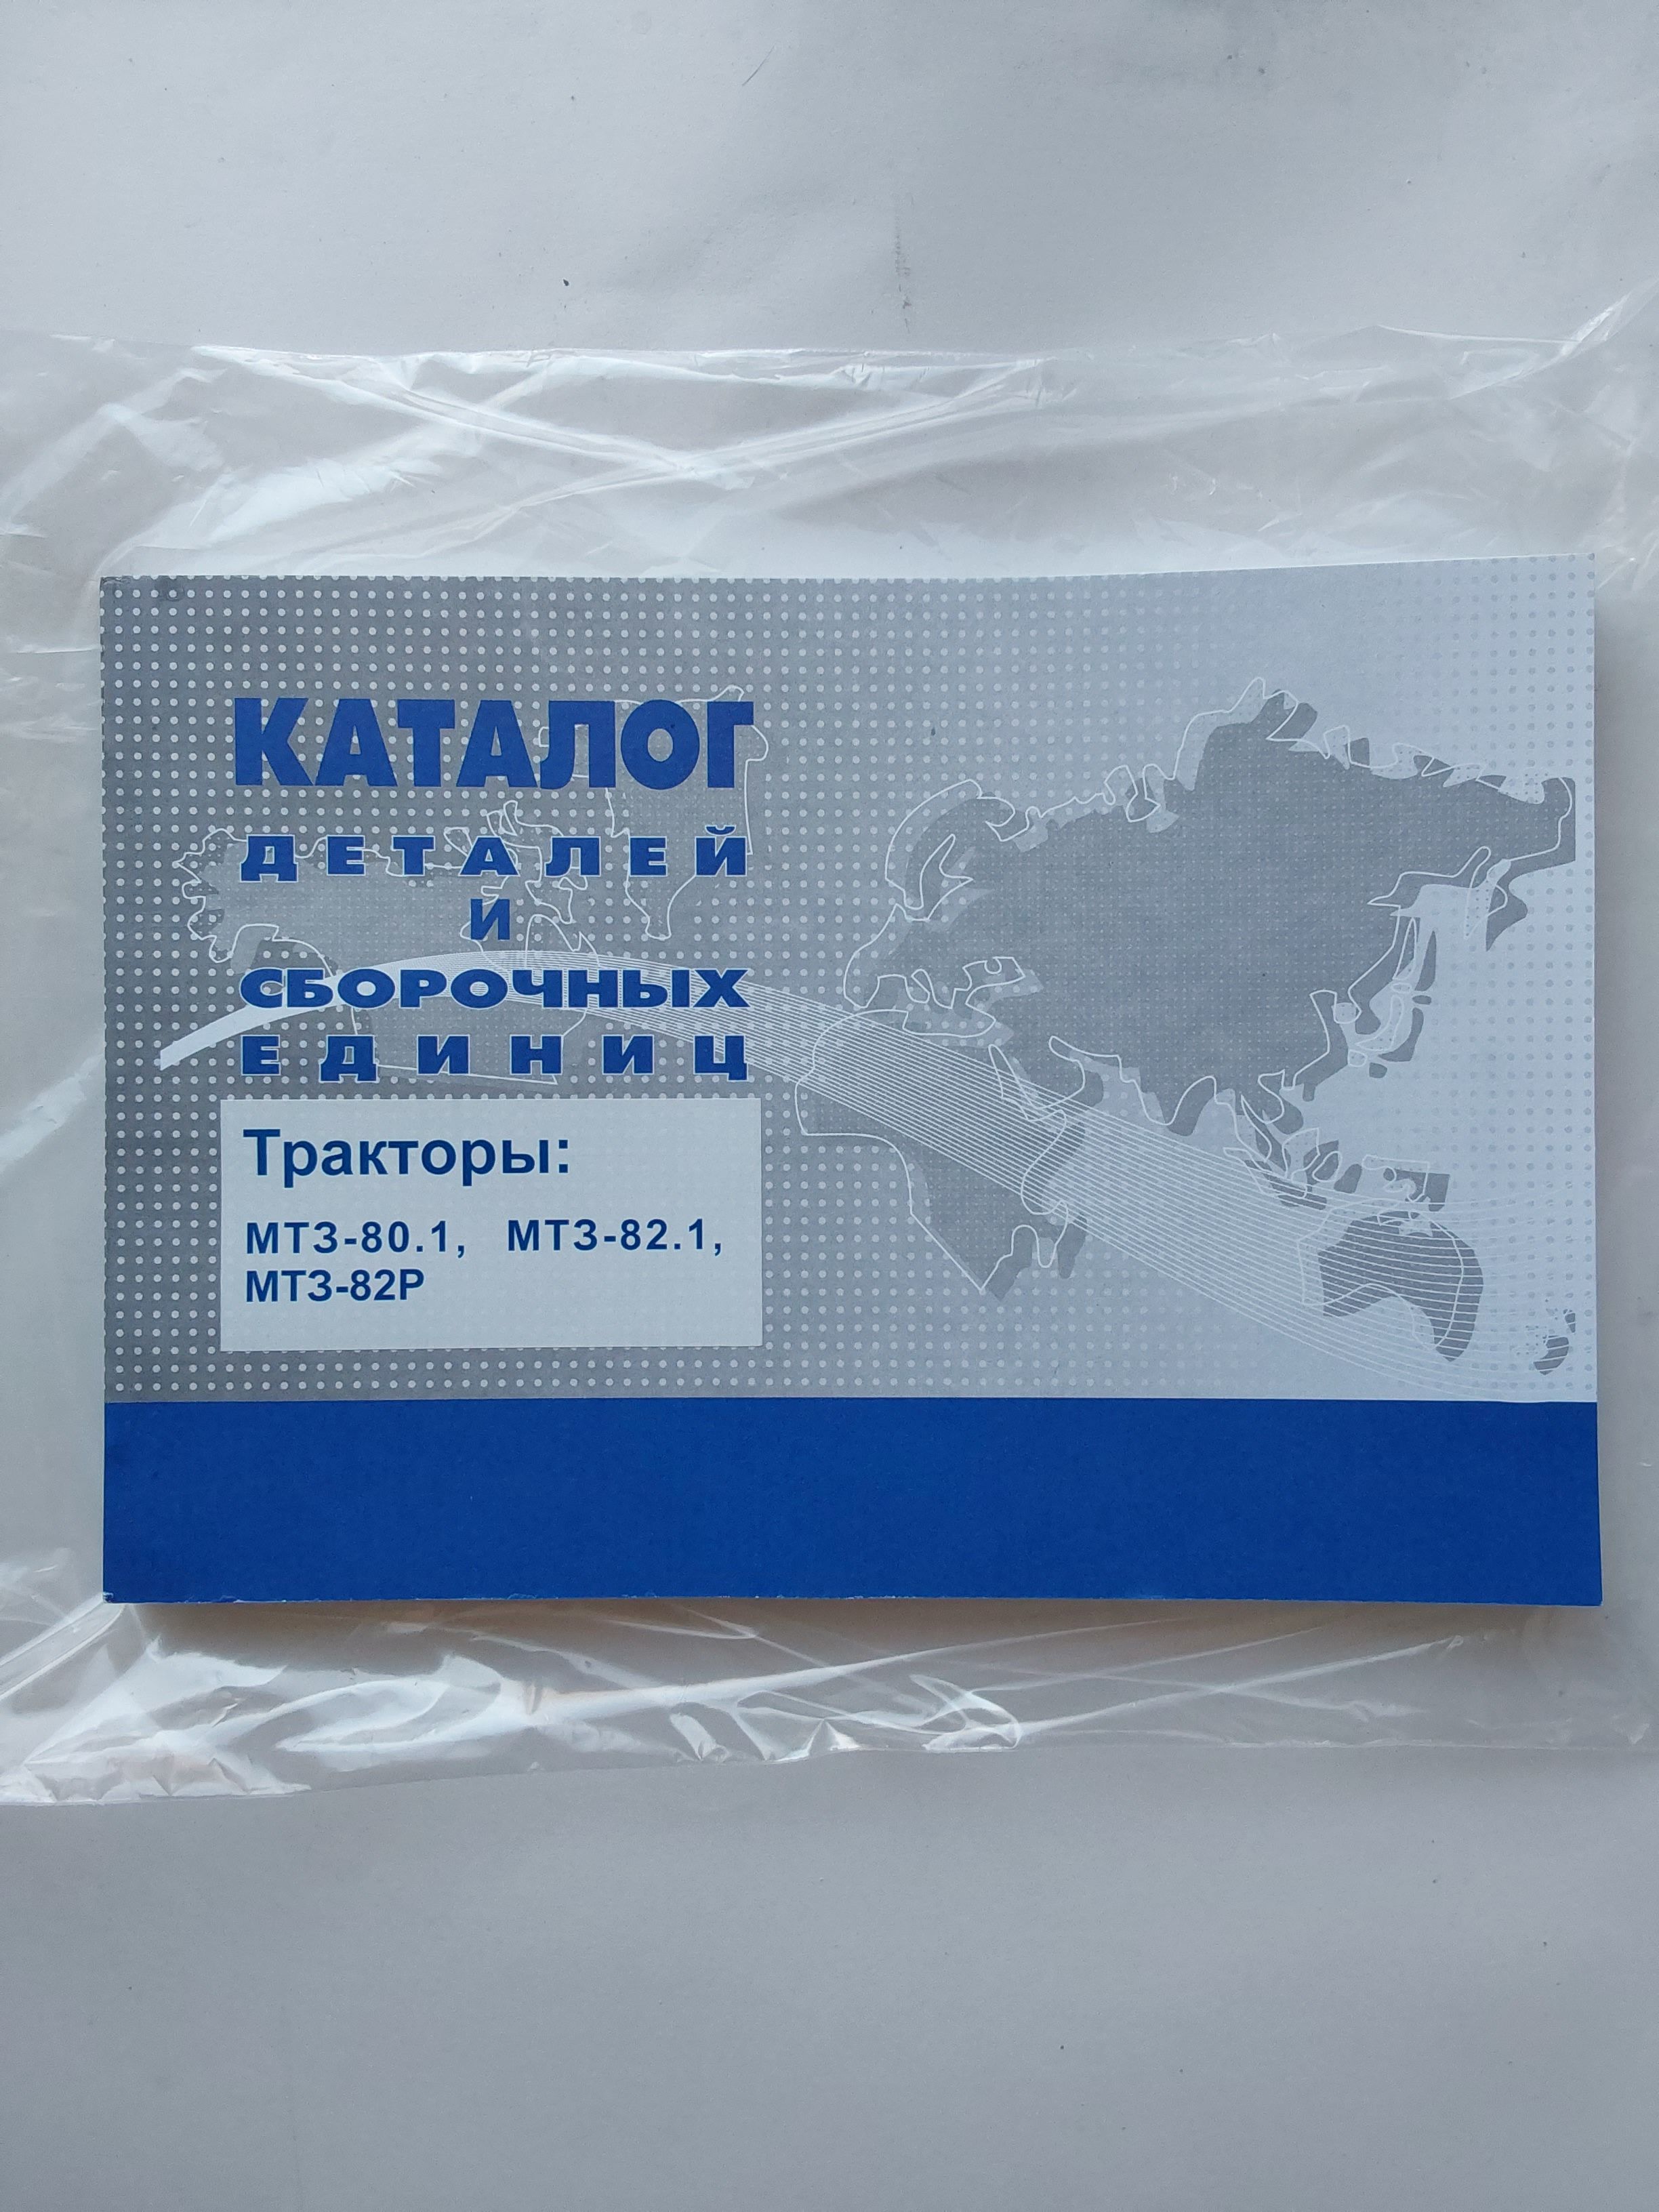 КАТАЛОГ
ДЕТАЛЕЙ
И
СБОРОЧНЫХ
ЕДИНИЦ
Тракторы:
МТЗ-80.1, МТЗ-82.1,
МТЗ-82Р